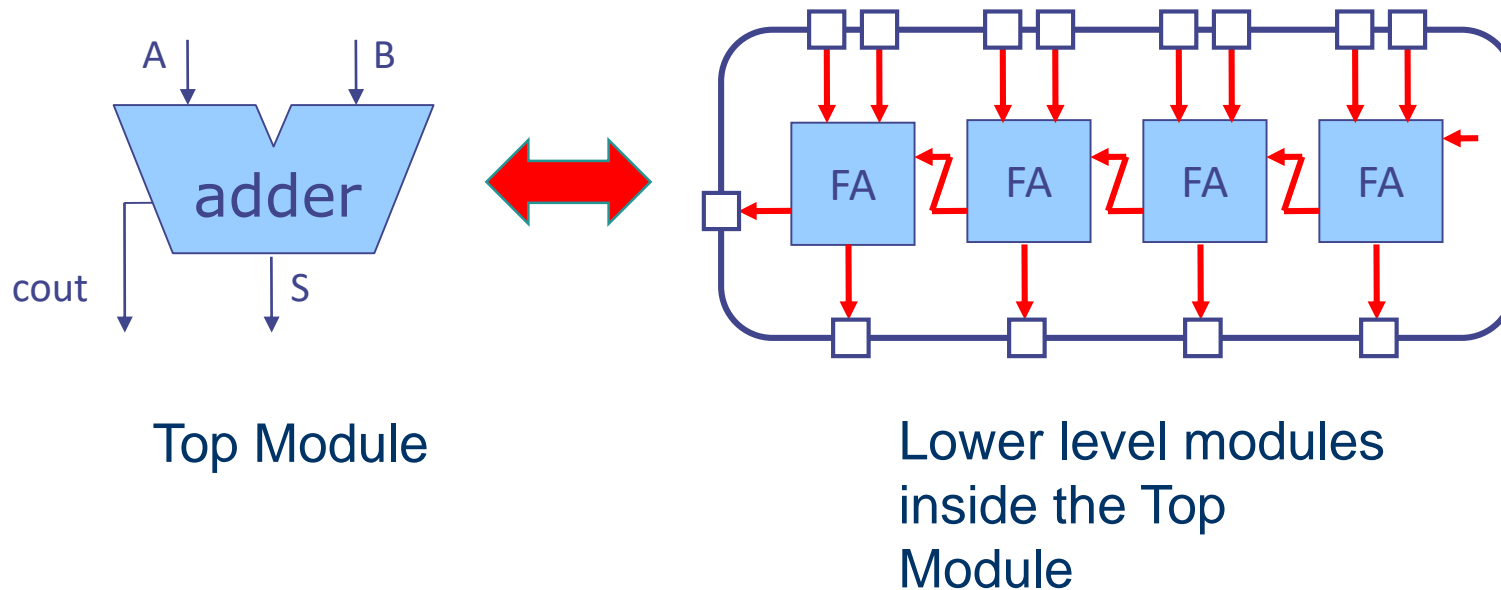 A
B
adder
cout
S
FA
FA
FA
FA
Top Module
Lower level modules
inside the Top
Module